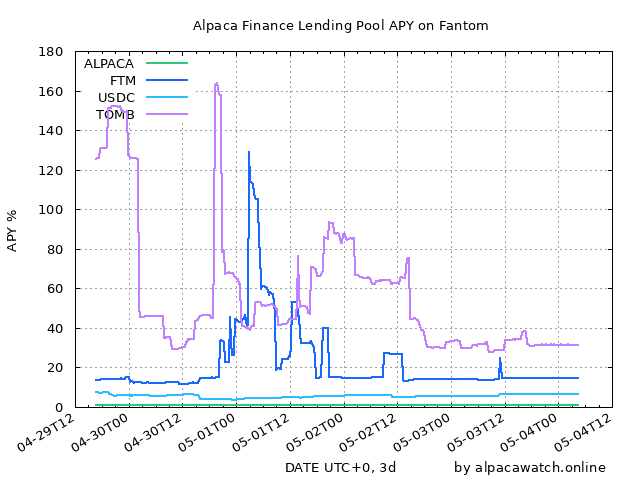 Alpaca Finance Lending Pool APY on Fantom
APY %
180
160
140
120
100
80
60
40
20
0
ALPACA
FTM
USDC
TOMB
04-29T12
04-30T00
04-30T12
05-01T00
05-01T12
05-02T00
05-02T12
05-03T00
05-03T12
05-04T00
05-04T12
DATE UTC+0, 3d
by alpacawatch.online